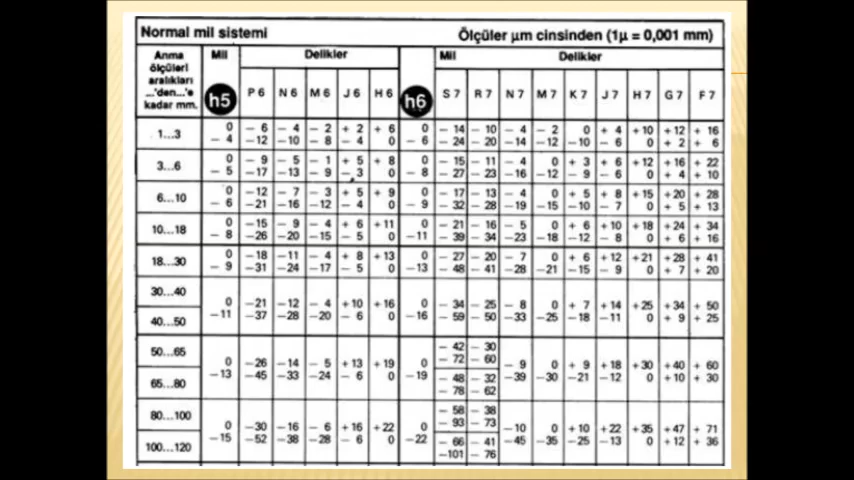 Normal mil sistemi Ölçüler µm cinsinden (1µ = 0,001 mm)
Anma ölçüleri aralıkları ...'den...'e kadar mm. Mil Delikler Mil Delikler
h5 P 6 N 6 M 6 J 6 H 6 h6 S 7 R 7 N 7 M 7 K 7 J 7 H 7 G 7 F 7
1...3 0 - 6 - 4 - 2 + 2 + 6 0 - 14 - 10 - 4 - 2 0 + 4 +10 +12 + 16
- 4 -12 -10 - 8 - 4 0 - 6 - 24 - 20 -14 -12 -10 - 6 0 + 2 + 6
3...6 0 - 9 - 5 - 1 + 5 + 8 0 - 15 - 11 - 4 0 + 3 + 6 +12 +16 + 22
- 5 -17 -13 - 9 - 3 0 - 8 - 27 - 23 -16 -12 - 9 - 6 0 + 4 + 10
6...10 0 -12 - 7 - 3 + 5 + 9 0 - 17 - 13 - 4 0 + 5 + 8 +15 +20 + 28
- 6 -21 -16 -12 - 4 0 - 9 - 32 - 28 -19 -15 -10 - 7 0 + 5 + 13
10...18 0 -15 - 9 - 4 + 6 +11 0 - 21 - 16 - 5 0 + 6 +10 +18 +24 + 34
- 8 -26 -20 -15 - 5 0 -11 - 39 - 34 -23 -18 -12 - 8 0 + 6 + 16
18...30 0 -18 -11 - 4 + 8 +13 0 - 27 - 20 - 7 0 + 6 +12 +21 +28 + 41
- 9 -31 -24 -17 - 5 0 -13 - 48 - 41 -28 -21 -15 - 9 0 + 7 + 20
30...40 0 -21 -12 - 4 +10 +16 0 - 34 - 25 - 8 0 + 7 +14 +25 +34 + 50
40...50 -11 -37 -28 -20 - 6 0 -16 - 59 - 50 -33 -25 -18 -11 0 + 9 + 25
- 42 - 30
50...65 - 72 - 60
0 -26 -14 - 5 +13 +19 0 - 9 0 + 9 +18 +30 +40 + 60
65...80 -13 -45 -33 -24 - 6 0 -19 - 48 - 32 -39 -30 -21 -12 0 +10 + 30
- 78 - 62
80...100 - 58 - 38
- 93 - 73
0 -30 -16 - 6 +16 +22 0 -10 0 +10 +22 +35 +47 + 71
-15 -52 -38 -28 - 6 0 -22 -45 -35 -25 -13 0 +12 + 36
100...120 - 66 - 41
-101 - 76